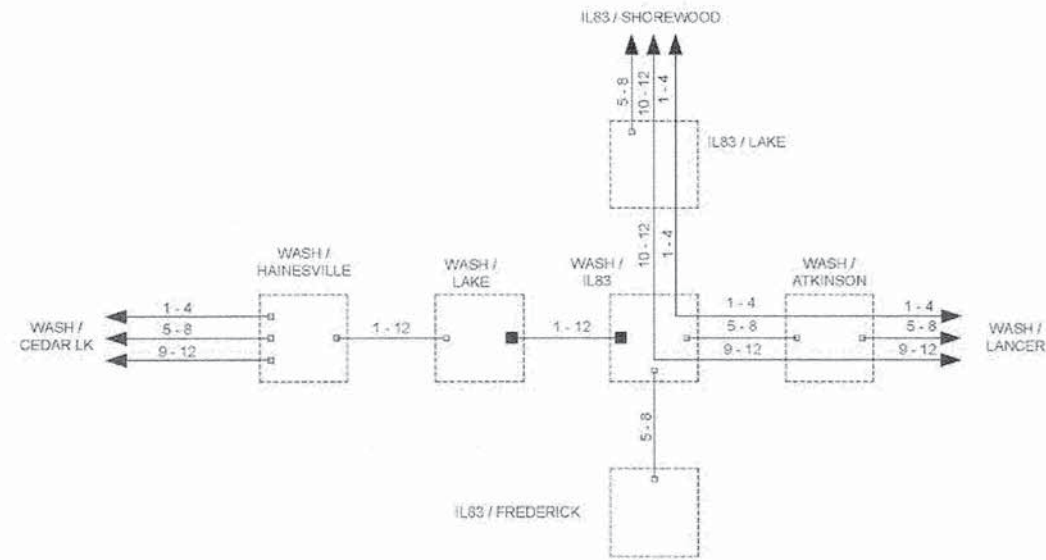 IL83 / SHOREWOOD
5 - 8
10 - 12
1 - 4
IL83 / LAKE
10 - 12
1 - 4
WASH /
HAINESVILLE
WASH /
LAKE
WASH /
IL83
WASH /
ATKINSON
WASH /
CEDAR LK
1 - 4
5 - 8
9 - 12
1 - 12
1 - 12
1 - 4
5 - 8
9 - 12
1 - 4
5 - 8
9 - 12
WASH /
LANCER
5 - 8
IL83 / FREDERICK